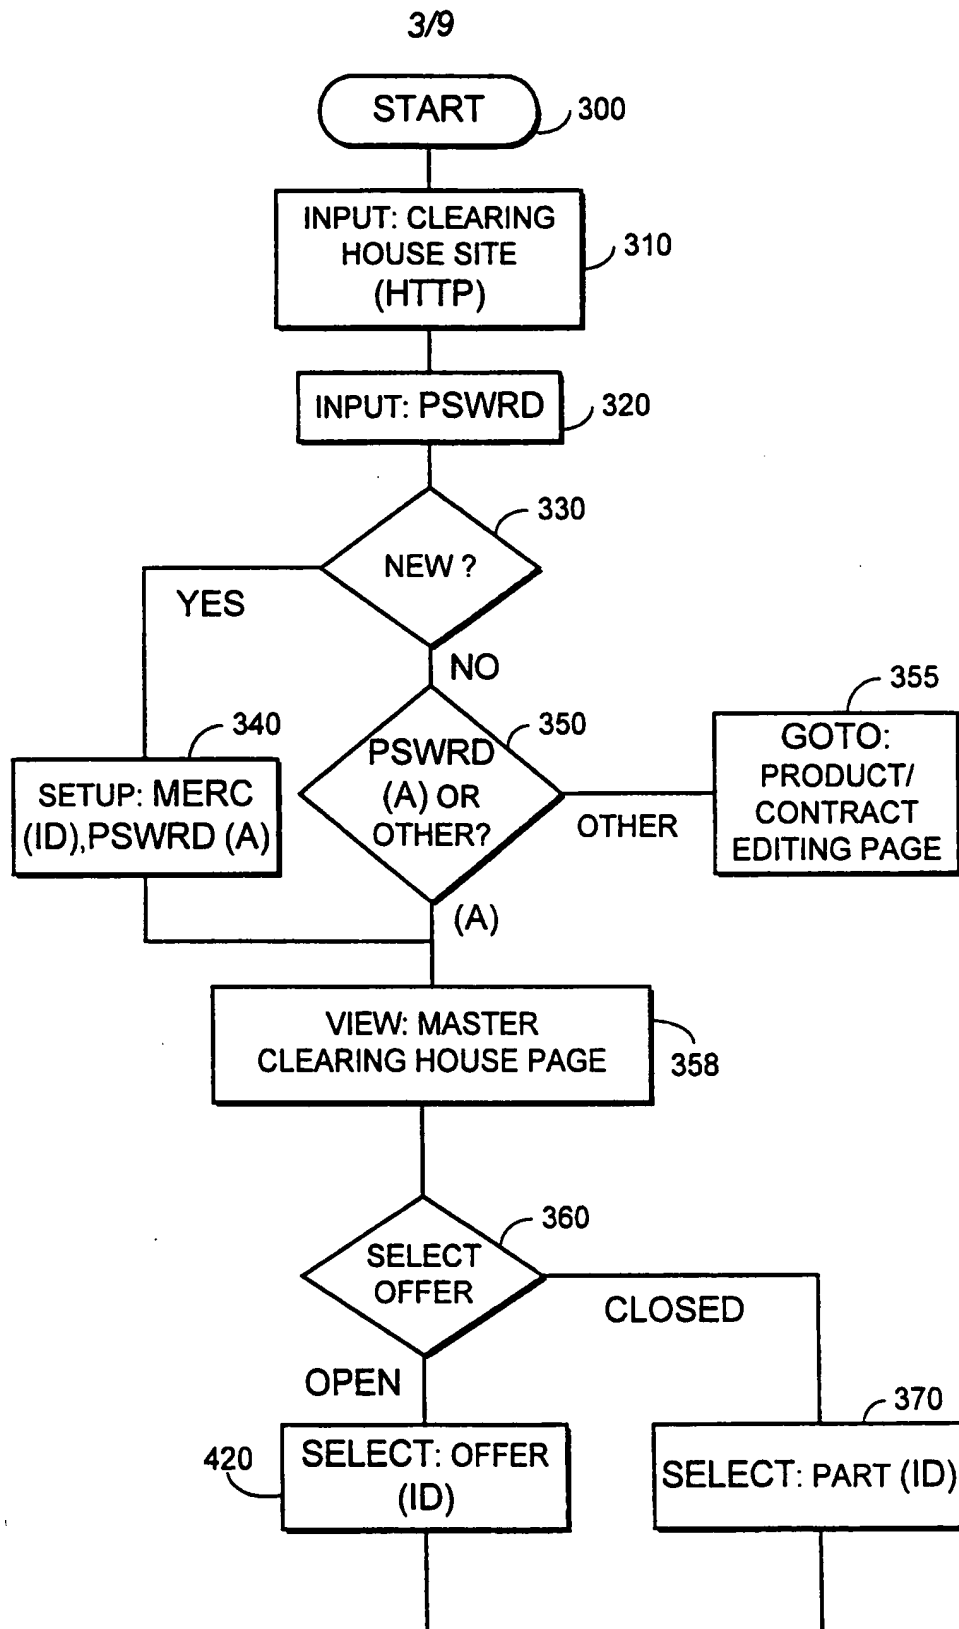 3/9
START
300
INPUT: CLEARING
HOUSE SITE
(HTTP)
310
INPUT: PSWRD
320
330
NEW ?
YES
NO
340
SETUP: MERC
(ID),PSWRD (A)
350
PSWRD
(A) OR
OTHER?
OTHER
355
GOTO:
PRODUCT/
CONTRACT
EDITING PAGE
(A)
VIEW: MASTER
CLEARING HOUSE PAGE
358
360
SELECT
OFFER
CLOSED
OPEN
420
SELECT: OFFER
(ID)
370
SELECT: PART (ID)